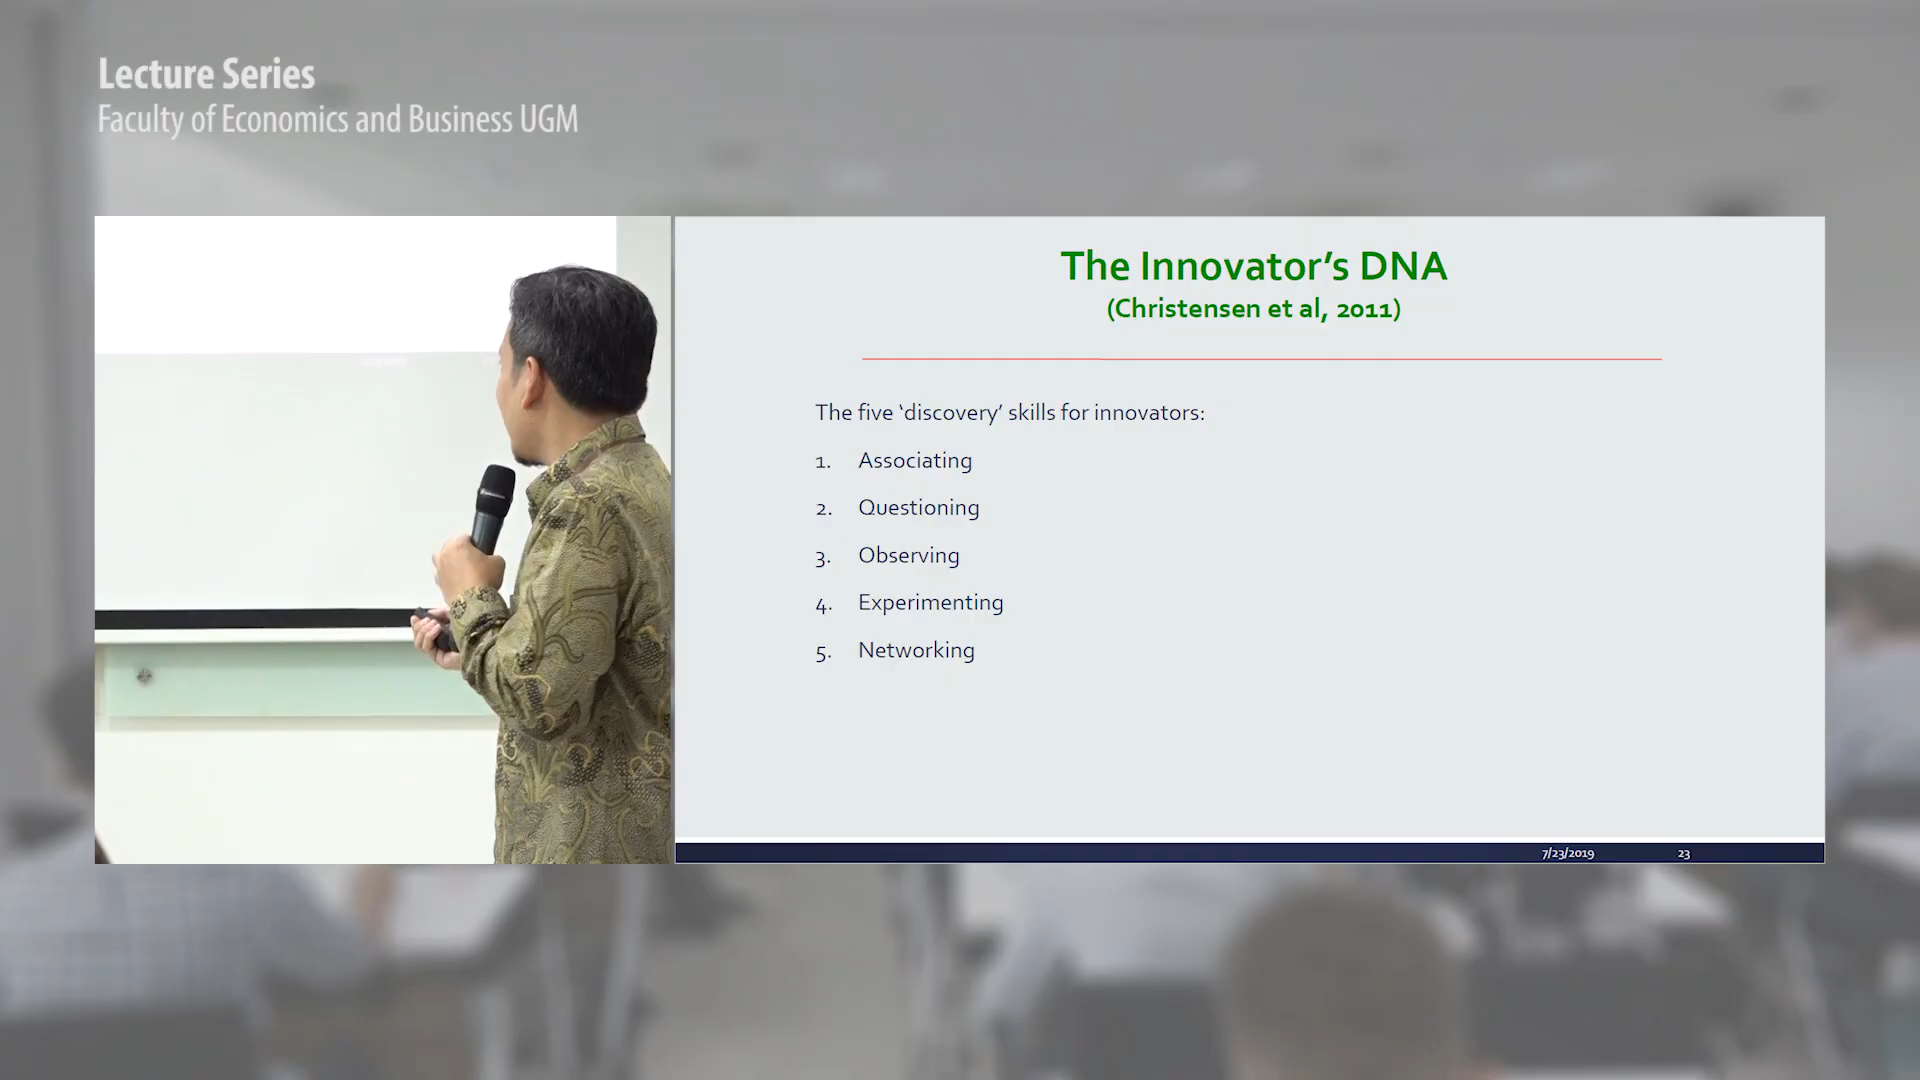 Lecture Series
Faculty of Economics and Business UGM
The Innovator’s DNA
(Christensen et al, 2011)
The five ‘discovery’ skills for innovators:
1. Associating
2. Questioning
3. Observing
4. Experimenting
5. Networking
7/23/2019 23